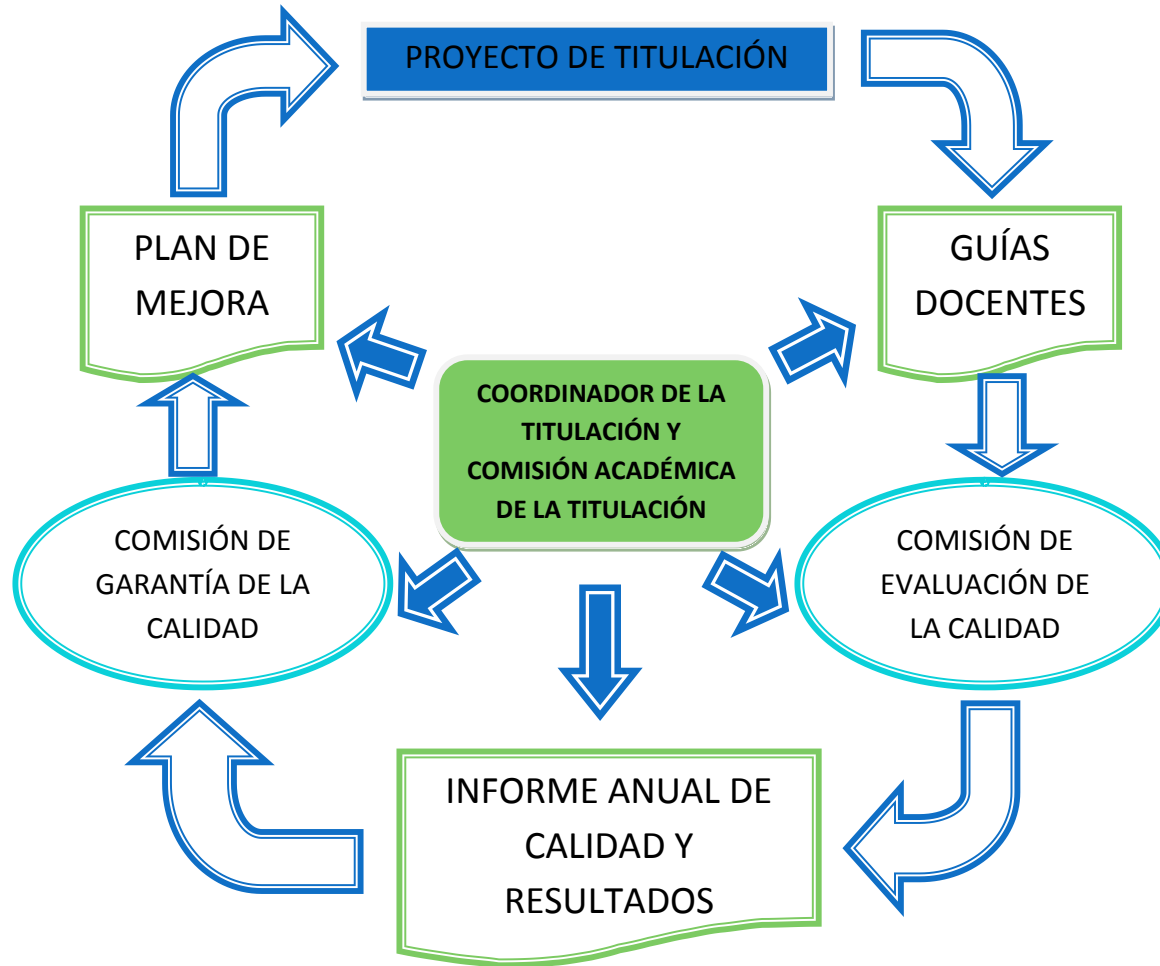 PROYECTO DE TITULACIÓN
PLAN DE
MEJORA
GUÍAS
DOCENTES
COORDINADOR DE LA
TITULACIÓN Y
COMISIÓN ACADÉMICA
DE LA TITULACIÓN
COMISIÓN DE
GARANTÍA DE LA
CALIDAD
COMISIÓN DE
EVALUACIÓN DE
LA CALIDAD
INFORME ANUAL DE
CALIDAD Y
RESULTADOS